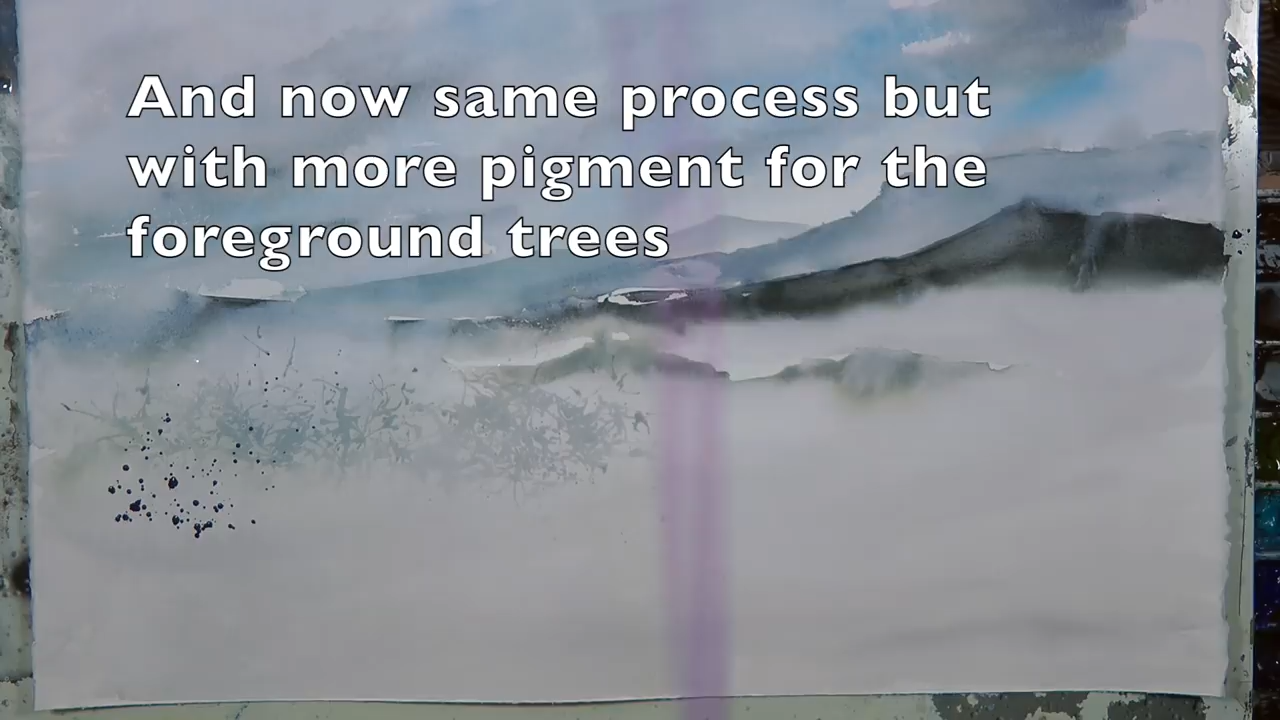 And now same process but
with more pigment for the
foreground trees